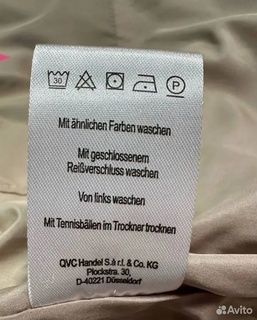 30
P
Mit ähnlichen Farben waschen
Mit geschlossenem
Reißverschluss waschen
Von links waschen
Mit Tennisbällen im Trockner trocknen
QVC Handel S.à r.l. & Co. KG
Plockstr. 30,
D-40221 Düsseldorf
Avito